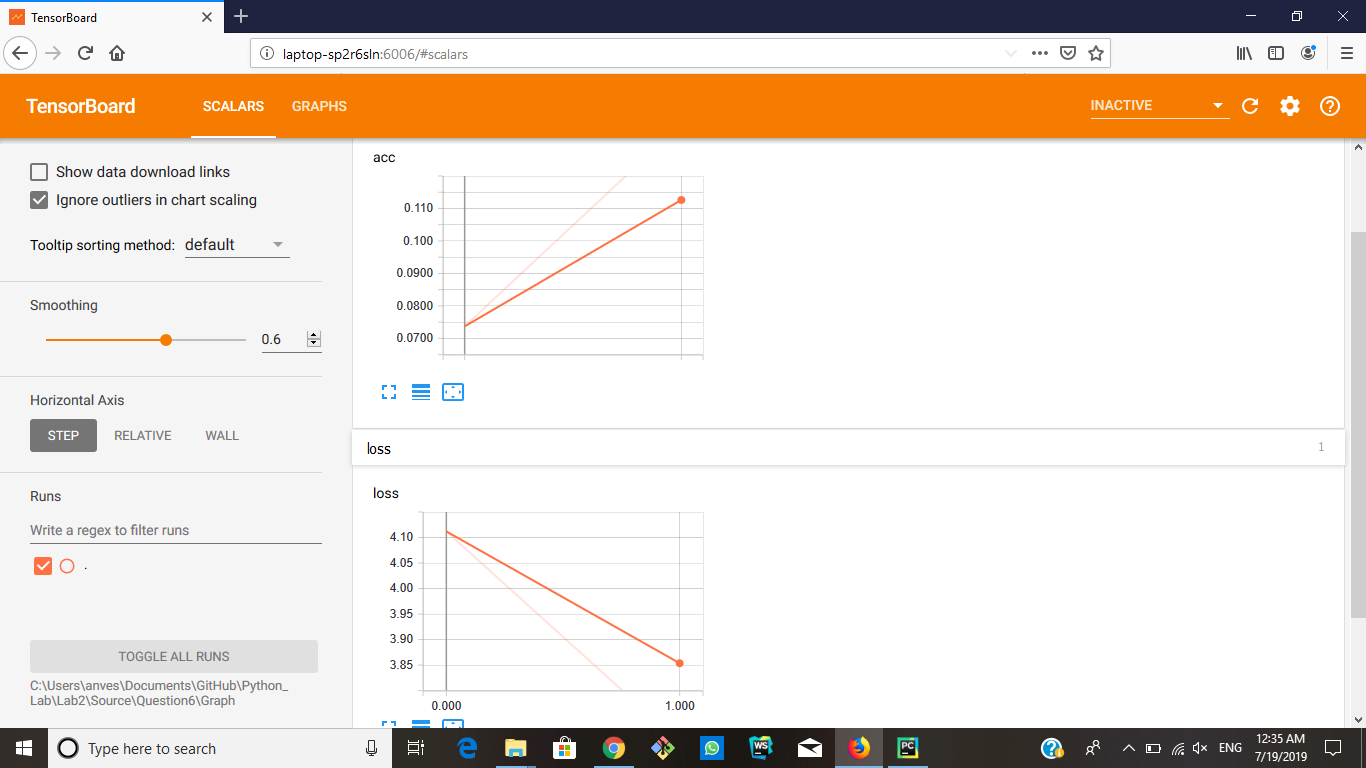 TensorBoard
laptop-sp2r6sln:6006/#scalars
TensorBoard SCALARS GRAPHS INACTIVE
Show data download links
Ignore outliers in chart scaling
Tooltip sorting method: default
Smoothing
0.6
Horizontal Axis
STEP RELATIVE WALL
Runs
Write a regex to filter runs
.
TOGGLE ALL RUNS
C:\Users\anves\Documents\GitHub\Python_
Lab\Lab2\Source\Question6\Graph
acc
0.110
0.100
0.0900
0.0800
0.0700
loss 1
loss
4.10
4.05
4.00
3.95
3.90
3.85
0.000 1.000
Type here to search
WS
PC
ENG
12:35 AM
7/19/2019